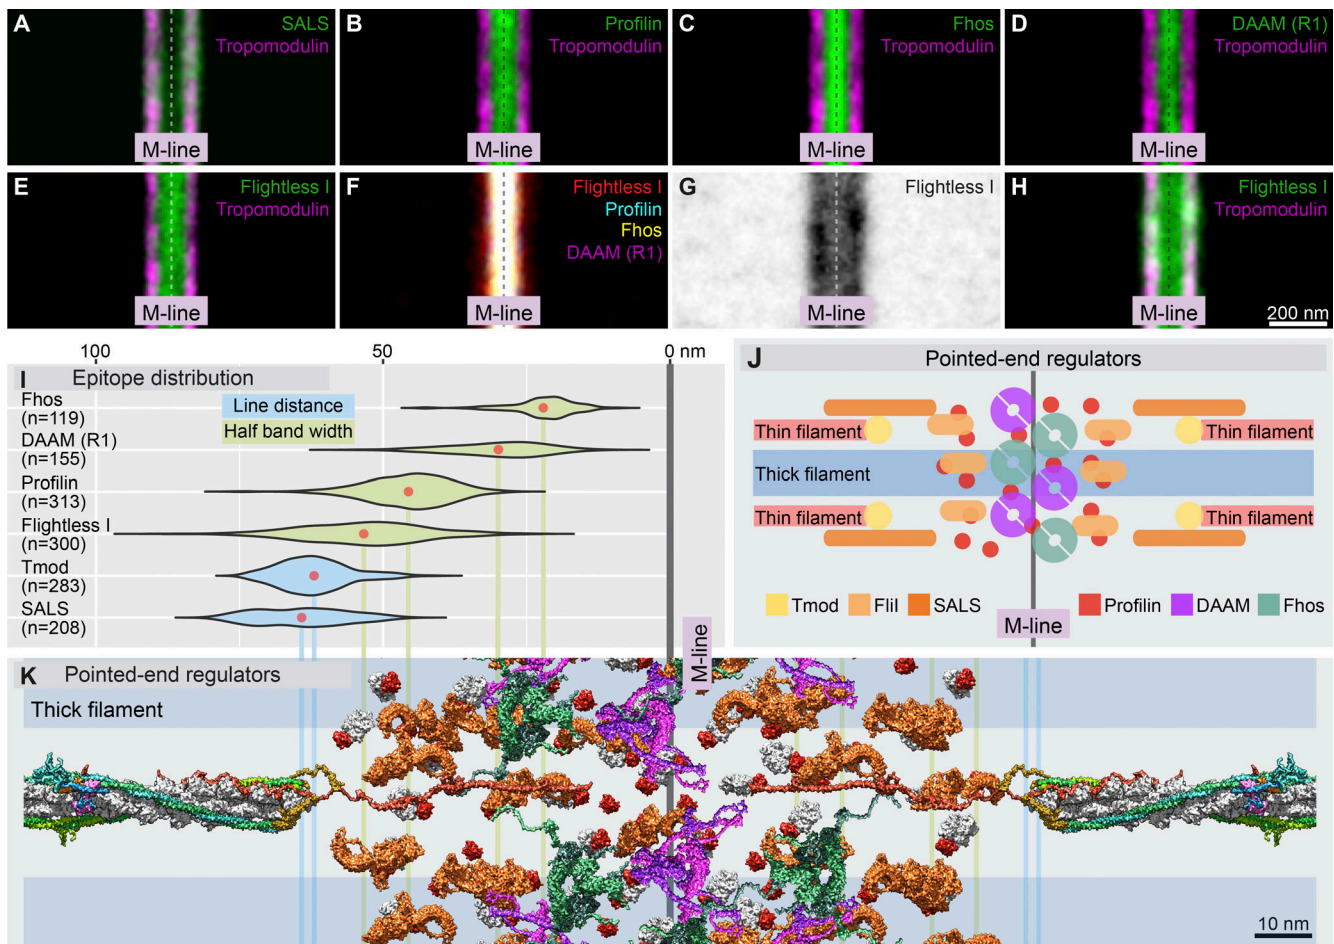 A
SALS
Tropomodulin
M-line
B
Profilin
Tropomodulin
M-line
C
Fhos
Tropomodulin
M-line
D
DAAM (R1)
Tropomodulin
M-line
E
Flightless I
Tropomodulin
M-line
F
Flightless I
Profilin
Fhos
DAAM (R1)
M-line
G
Flightless I
M-line
H
Flightless I
Tropomodulin
M-line
200 nm
100
50
0 nm
I
Epitope distribution
Line distance
Half band width
Fhos
(n=119)
DAAM (R1)
(n=155)
Profilin
(n=313)
Flightless I
(n=300)
Tmod
(n=283)
SALS
(n=208)
M-line
J
Pointed-end regulators
Thin filament
Thin filament
Thick filament
Thin filament
Thin filament
Tmod
FliI
SALS
Profilin
DAAM
Fhos
M-line
K
Pointed-end regulators
Thick filament
10 nm